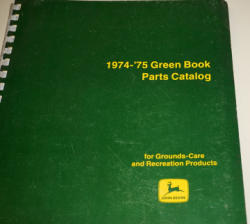 1974-'75 Green Book
Parts Catalog
for Grounds-Care
and Recreation Products
JOHN DEERE